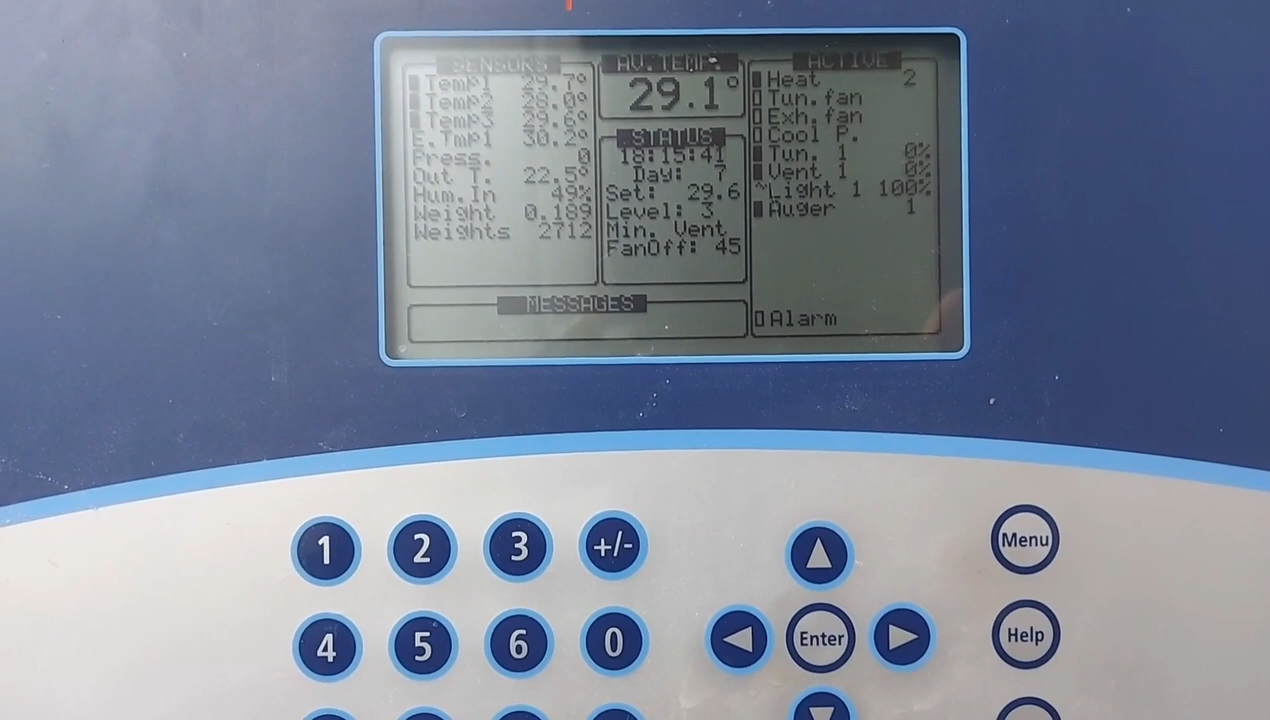 SENSORS
Temp1 29.7°
Temp2 28.0°
Temp3 29.6°
E.Tmp1 30.2°
Press. 0
Out T. 22.5°
Hum.In 49%
Weight 0.189
Weights 2712
AV.TEMP.
29.1°
STATUS
18:15:41
Day: 7
Set: 29.6
Level: 3
Min. Vent
FanOff: 45
MESSAGES
ACTIVE
Heat 2
Tun.fan
Exh.fan
Cool P.
Tun. 1 0%
Vent 1 0%
~Light 1 100%
Auger 1
Alarm
1 2 3 +/-
Menu
4 5 6 0
Enter
Help